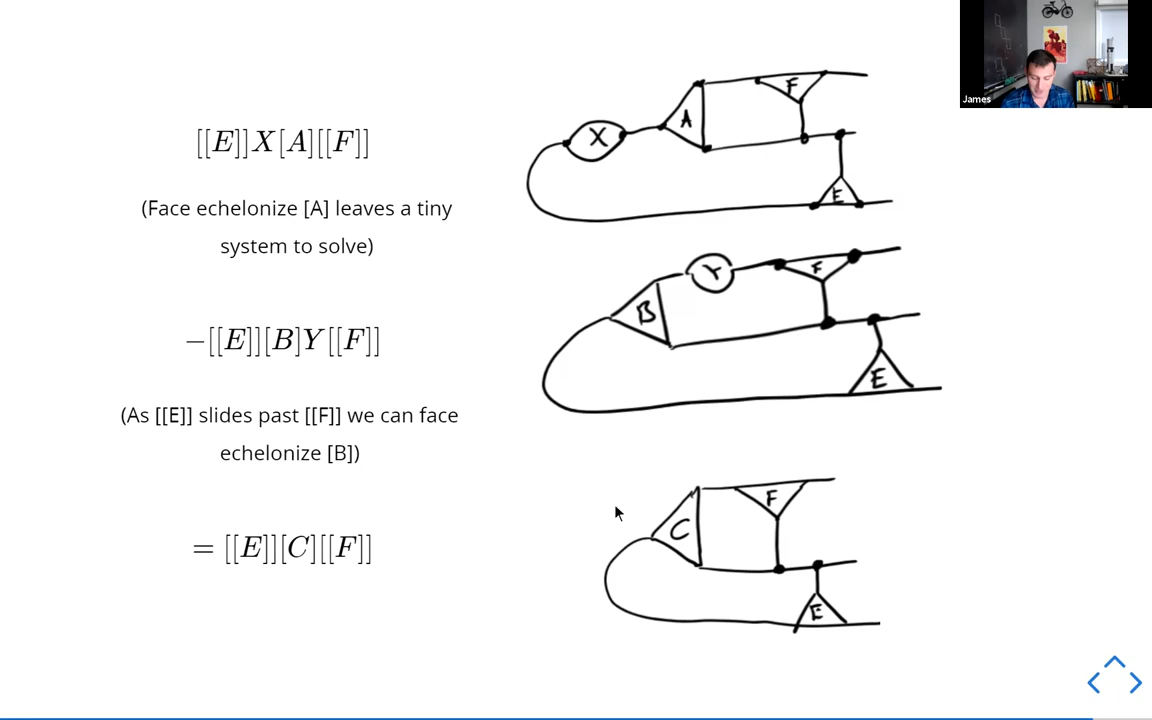 [[E]]X[A][[F]]
(Face echelonize [A] leaves a tiny
system to solve)
−[[E]][B]Y[[F]]
(As [[E]] slides past [[F]] we can face
echelonize [B])
= [[E]][C][[F]]
X
A
F
E
B
Y
F
E
C
F
E
James